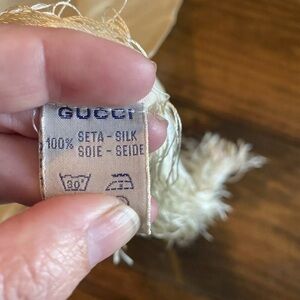 GUCCI
100% SETA - SILK
SOIE - SEIDE
30°